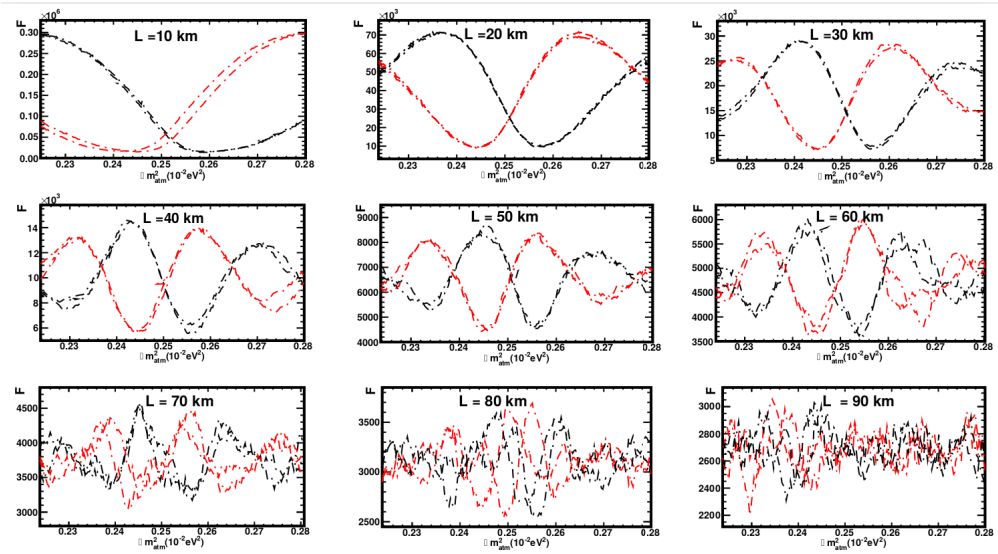 ×10⁶ F L =10 km
0.30
0.25
0.20
0.15
0.10
0.05
0.00
0.23 0.24 0.25 0.26 0.27 0.28
▯ m²atm(10⁻²eV²)
×10³ F L =20 km
70
60
50
40
30
20
10
0.23 0.24 0.25 0.26 0.27 0.28
▯ m²atm(10⁻²eV²)
×10³ F L =30 km
30
25
20
15
10
5
0.23 0.24 0.25 0.26 0.27 0.28
▯ m²atm(10⁻²eV²)
×10³ F L =40 km
14
12
10
8
6
0.23 0.24 0.25 0.26 0.27 0.28
▯ m²atm(10⁻²eV²)
F L = 50 km
9000
8000
7000
6000
5000
4000
0.23 0.24 0.25 0.26 0.27 0.28
▯ m²atm(10⁻²eV²)
F L = 60 km
6000
5500
5000
4500
4000
3500
0.23 0.24 0.25 0.26 0.27 0.28
▯ m²atm(10⁻²eV²)
F L = 70 km
4500
4000
3500
3000
0.23 0.24 0.25 0.26 0.27 0.28
▯ m²atm(10⁻²eV²)
F L = 80 km
3500
3000
2500
0.23 0.24 0.25 0.26 0.27 0.28
▯ m²atm(10⁻²eV²)
F L = 90 km
3000
2800
2600
2400
2200
0.23 0.24 0.25 0.26 0.27 0.28
▯ m²atm(10⁻²eV²)